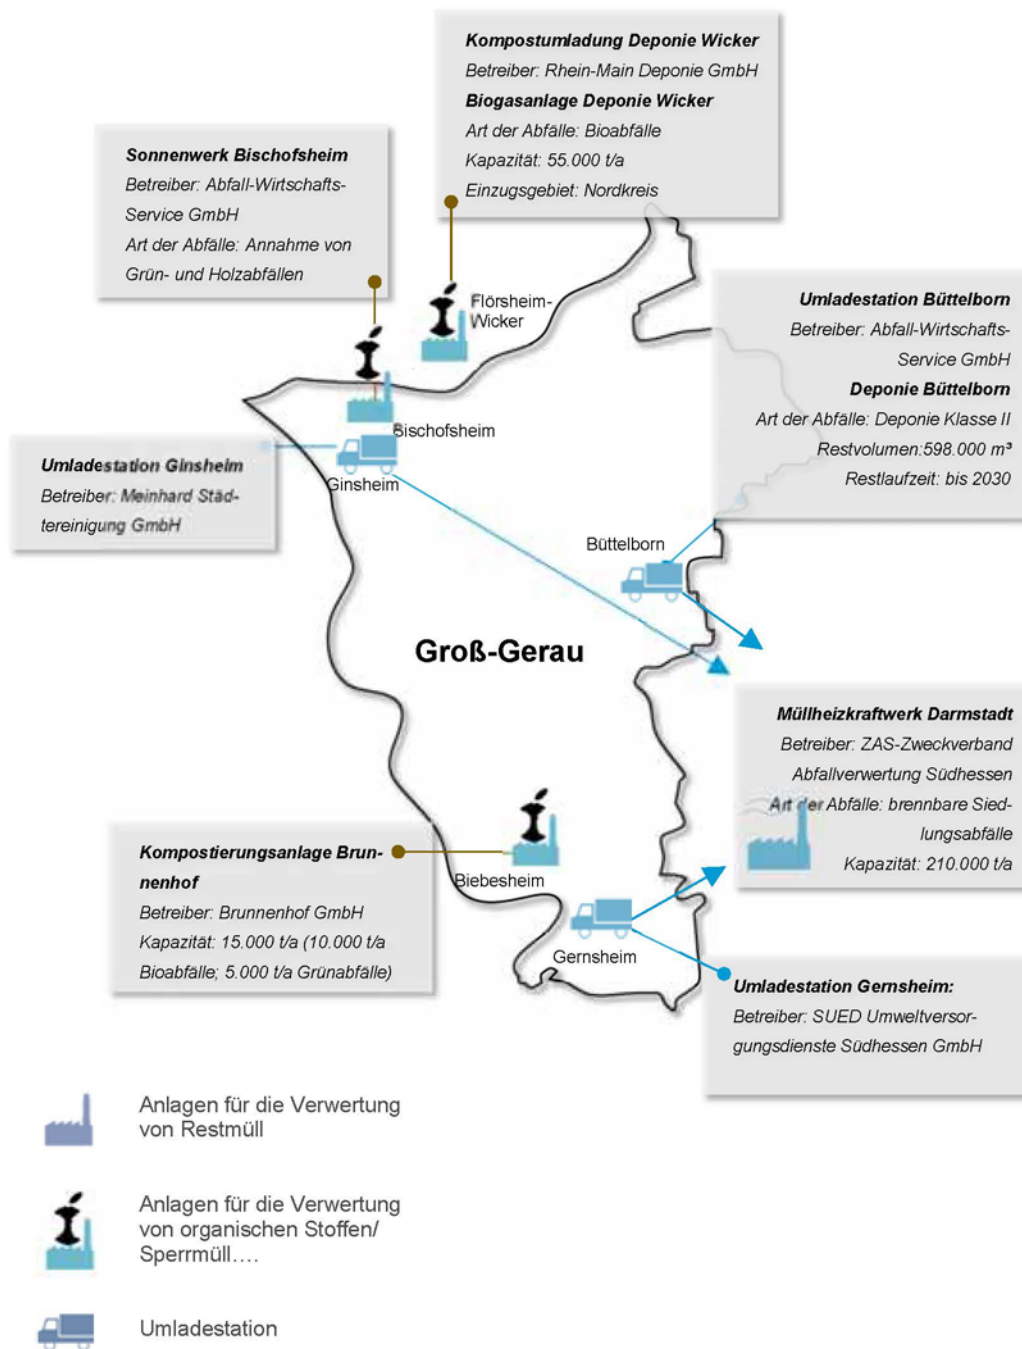 Kompostumladung Deponie Wicker
Betreiber: Rhein-Main Deponie GmbH
Biogasanlage Deponie Wicker
Art der Abfälle: Bioabfälle
Kapazität: 55.000 t/a
Einzugsgebiet: Nordkreis
Sonnenwerk Bischofsheim
Betreiber: Abfall-Wirtschafts-
Service GmbH
Art der Abfälle: Annahme von
Grün- und Holzabfällen
Flörsheim-
Wicker
Umladestation Büttelborn
Betreiber: Abfall-Wirtschafts-
Service GmbH
Deponie Büttelborn
Art der Abfälle: Deponie Klasse II
Restvolumen:598.000 m³
Restlaufzeit: bis 2030
Bischofsheim
Umladestation Ginsheim
Betreiber: Meinhard Städ-
tereinigung GmbH
Ginsheim
Büttelborn
Groß-Gerau
Müllheizkraftwerk Darmstadt
Betreiber: ZAS-Zweckverband
Abfallverwertung Südhessen
Art der Abfälle: brennbare Sied-
lungsabfälle
Kapazität: 210.000 t/a
Kompostierungsanlage Brun-
nenhof
Betreiber: Brunnenhof GmbH
Kapazität: 15.000 t/a (10.000 t/a
Bioabfälle; 5.000 t/a Grünabfälle)
Biebesheim
Gernsheim
Umladestation Gernsheim:
Betreiber: SUED Umweltversor-
gungsdienste Südhessen GmbH
Anlagen für die Verwertung
von Restmüll
Anlagen für die Verwertung
von organischen Stoffen/
Sperrmüll....
Umladestation